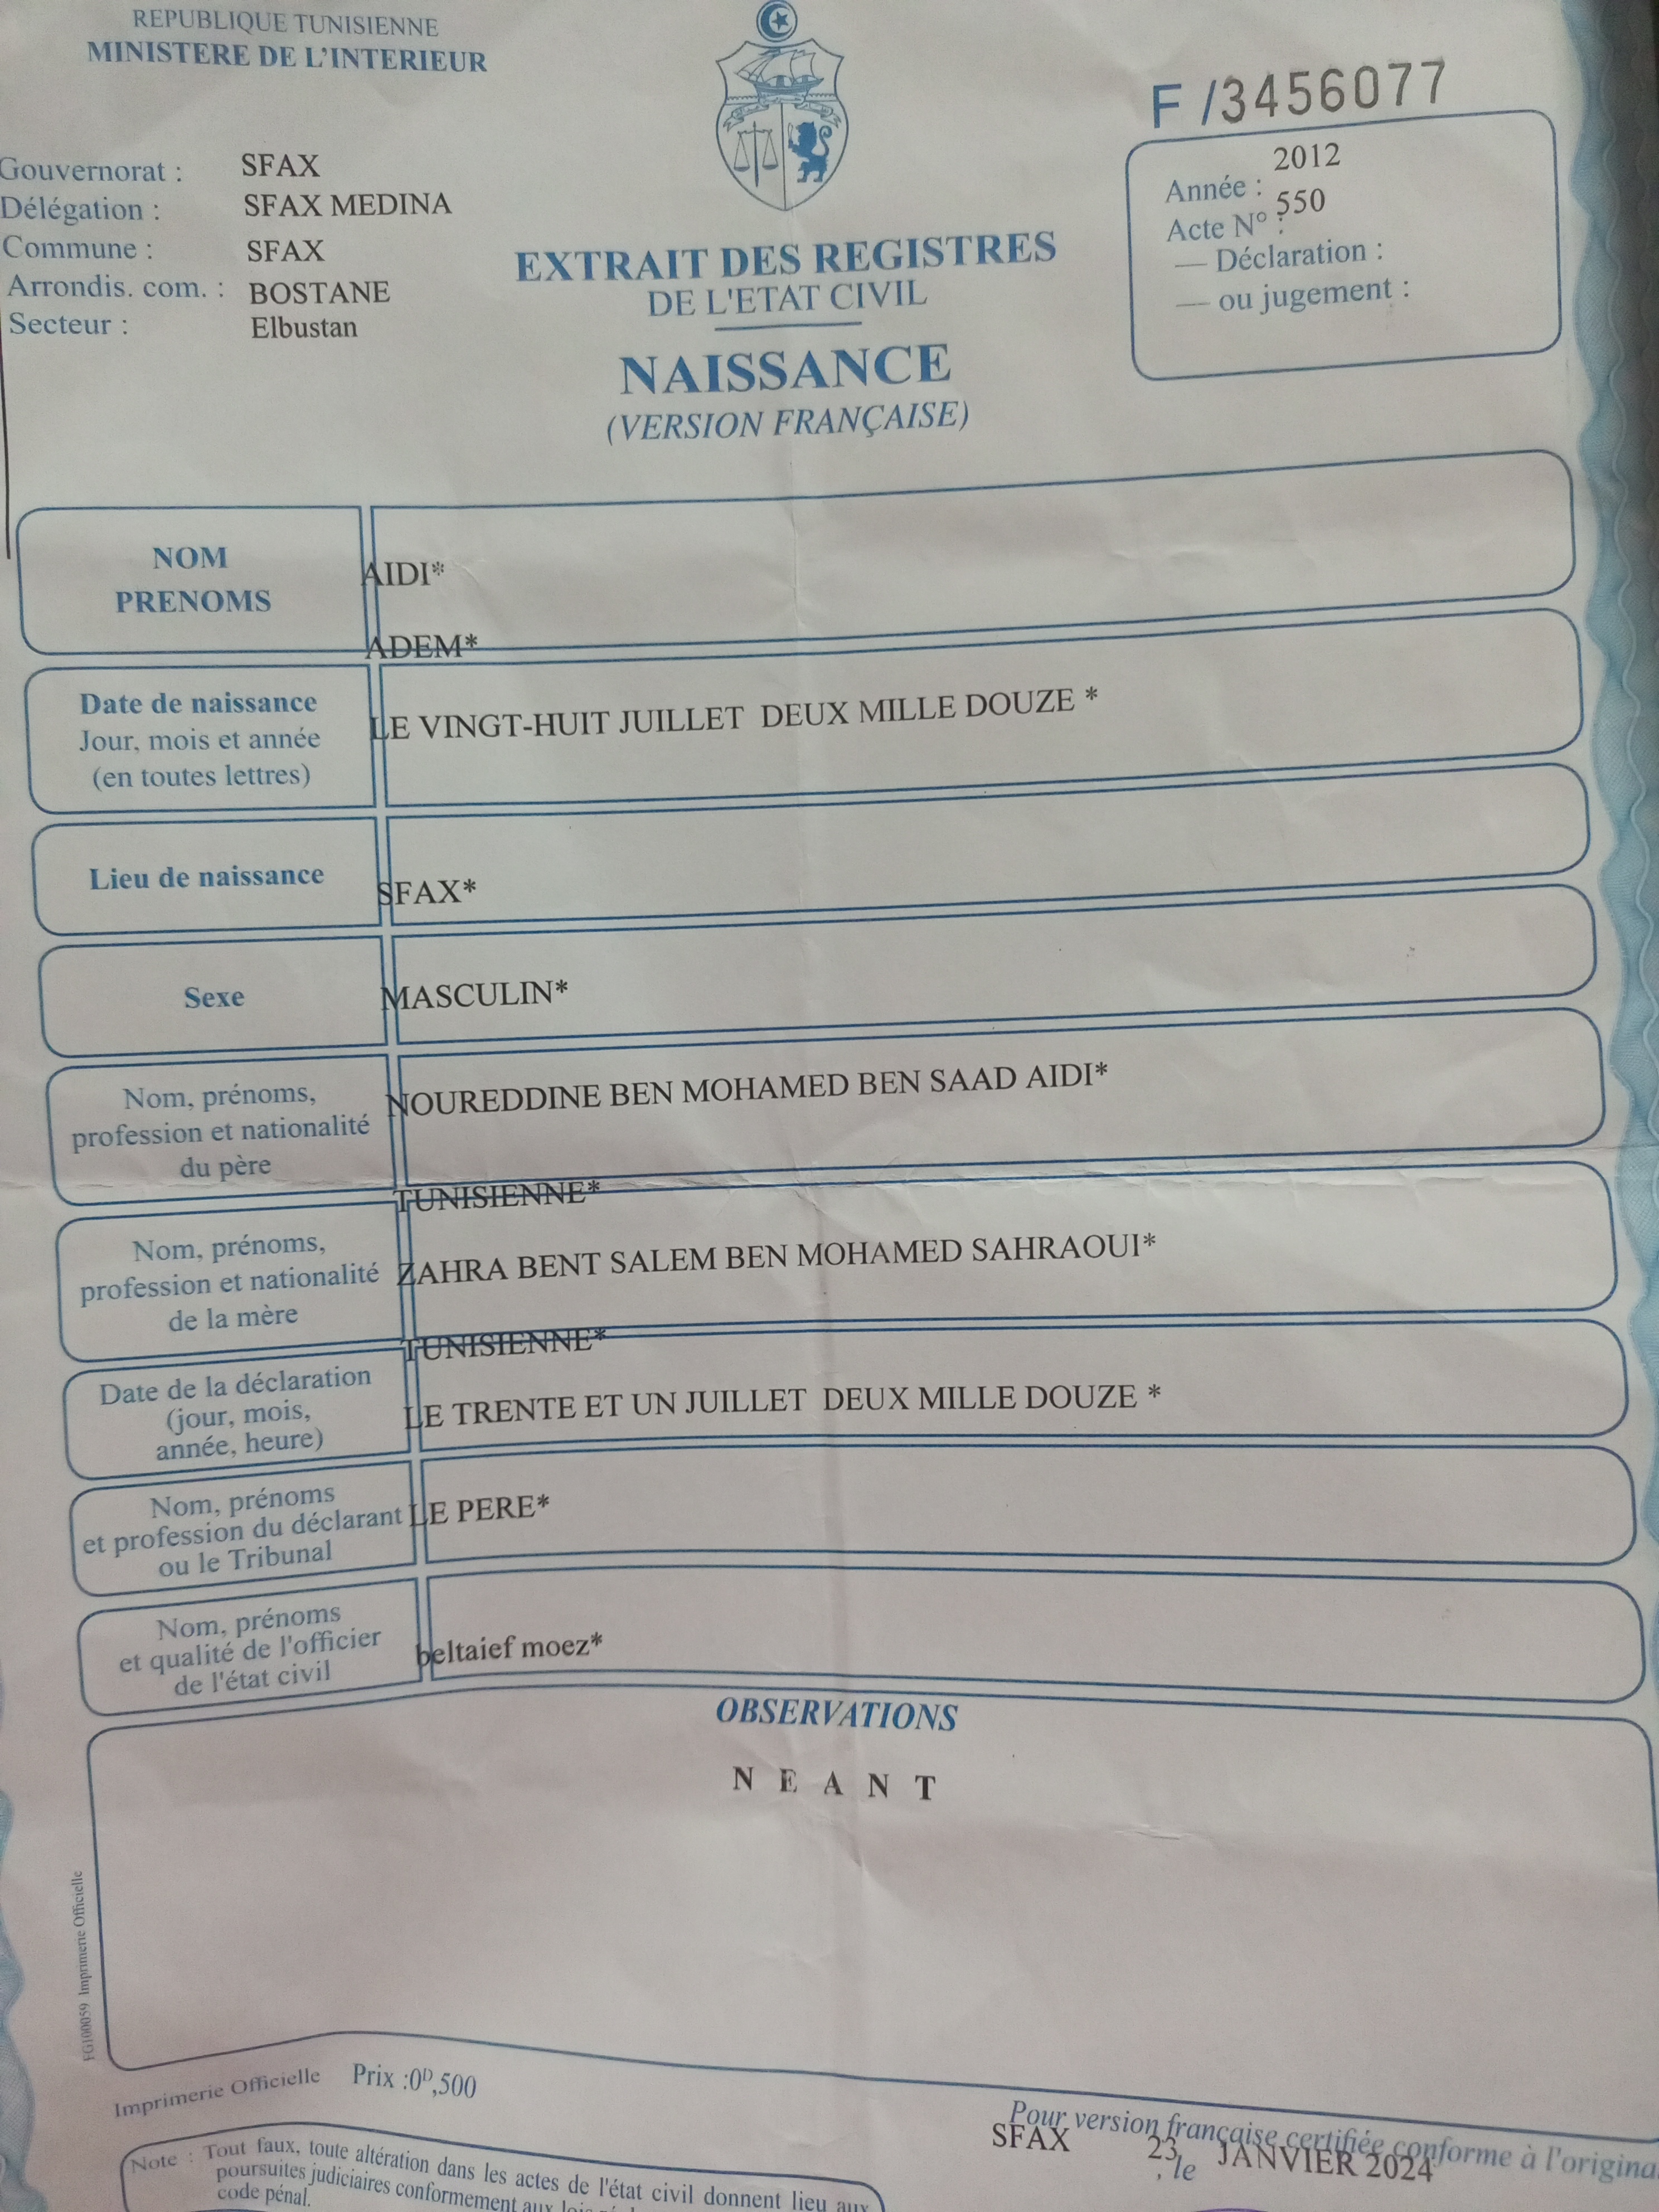 REPUBLIQUE TUNISIENNE
MINISTERE DE L'INTERIEUR
F /3456077
Gouvernorat : SFAX
Délégation : SFAX MEDINA
Commune : SFAX
Arrondis. com. : BOSTANE
Secteur : Elbustan
Année : 2012
Acte N° : 550
— Déclaration :
— ou jugement :
EXTRAIT DES REGISTRES
DE L'ETAT CIVIL
NAISSANCE
(VERSION FRANÇAISE)
NOM
PRENOMS
AIDI*
ADEM*
Date de naissance
Jour, mois et année
(en toutes lettres)
LE VINGT-HUIT JUILLET DEUX MILLE DOUZE *
Lieu de naissance
SFAX*
Sexe
MASCULIN*
Nom, prénoms,
profession et nationalité
du père
NOUREDDINE BEN MOHAMED BEN SAAD AIDI*
TUNISIENNE*
Nom, prénoms,
profession et nationalité
de la mère
ZAHRA BENT SALEM BEN MOHAMED SAHRAOUI*
TUNISIENNE*
Date de la déclaration
(jour, mois,
année, heure)
LE TRENTE ET UN JUILLET DEUX MILLE DOUZE *
Nom, prénoms
et profession du déclarant
ou le Tribunal
LE PERE*
Nom, prénoms
et qualité de l'officier
de l'état civil
beltaief moez*
OBSERVATIONS
N E A N T
FG100059 Imprimerie Officielle
Imprimerie Officielle Prix :0D,500
Pour version française certifiée conforme à l'origina
SFAX 23 , le JANVIER 2024
Note : Tout faux, toute altération dans les actes de l'état civil donnent lieu aux
poursuites judiciaires conformement aux lois
code pénal.